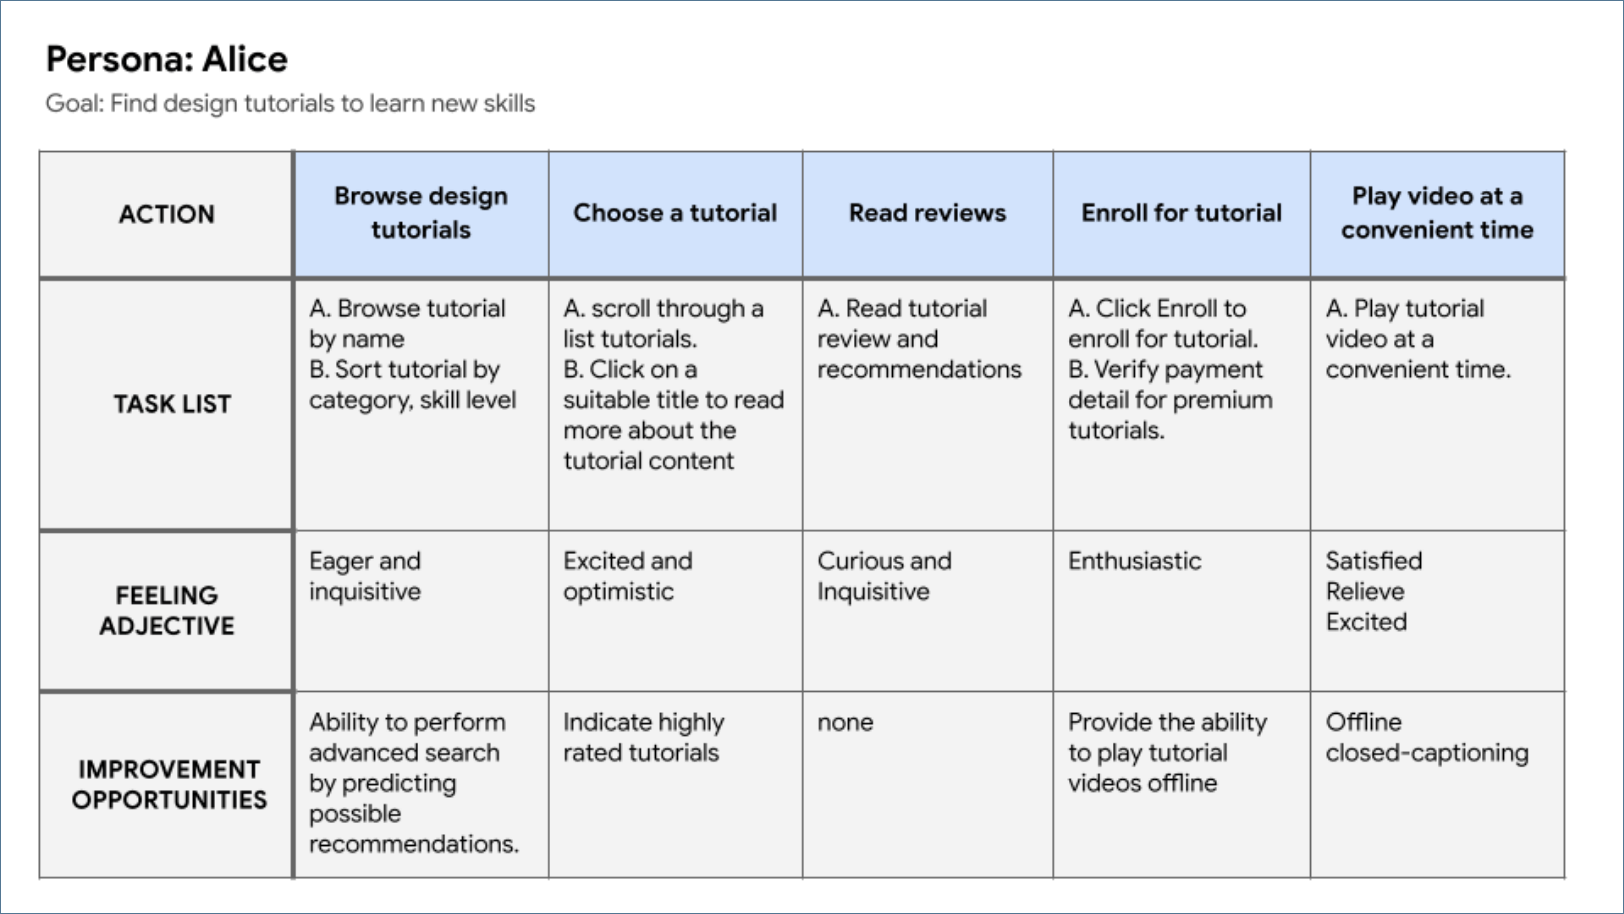 Persona: Alice
Goal: Find design tutorials to learn new skills
ACTION
Browse design
tutorials
Choose a tutorial
Read reviews
Enroll for tutorial
Play video at a
convenient time
TASK LIST
A. Browse tutorial
by name
B. Sort tutorial by
category, skill level
A. scroll through a
list tutorials.
B. Click on a
suitable title to read
more about the
tutorial content
A. Read tutorial
review and
recommendations
A. Click Enroll to
enroll for tutorial.
B. Verify payment
detail for premium
tutorials.
A. Play tutorial
video at a
convenient time.
FEELING
ADJECTIVE
Eager and
inquisitive
Excited and
optimistic
Curious and
Inquisitive
Enthusiastic
Satisfied
Relieve
Excited
IMPROVEMENT
OPPORTUNITIES
Ability to perform
advanced search
by predicting
possible
recommendations.
Indicate highly
rated tutorials
none
Provide the ability
to play tutorial
videos offline
Offline
closed-captioning